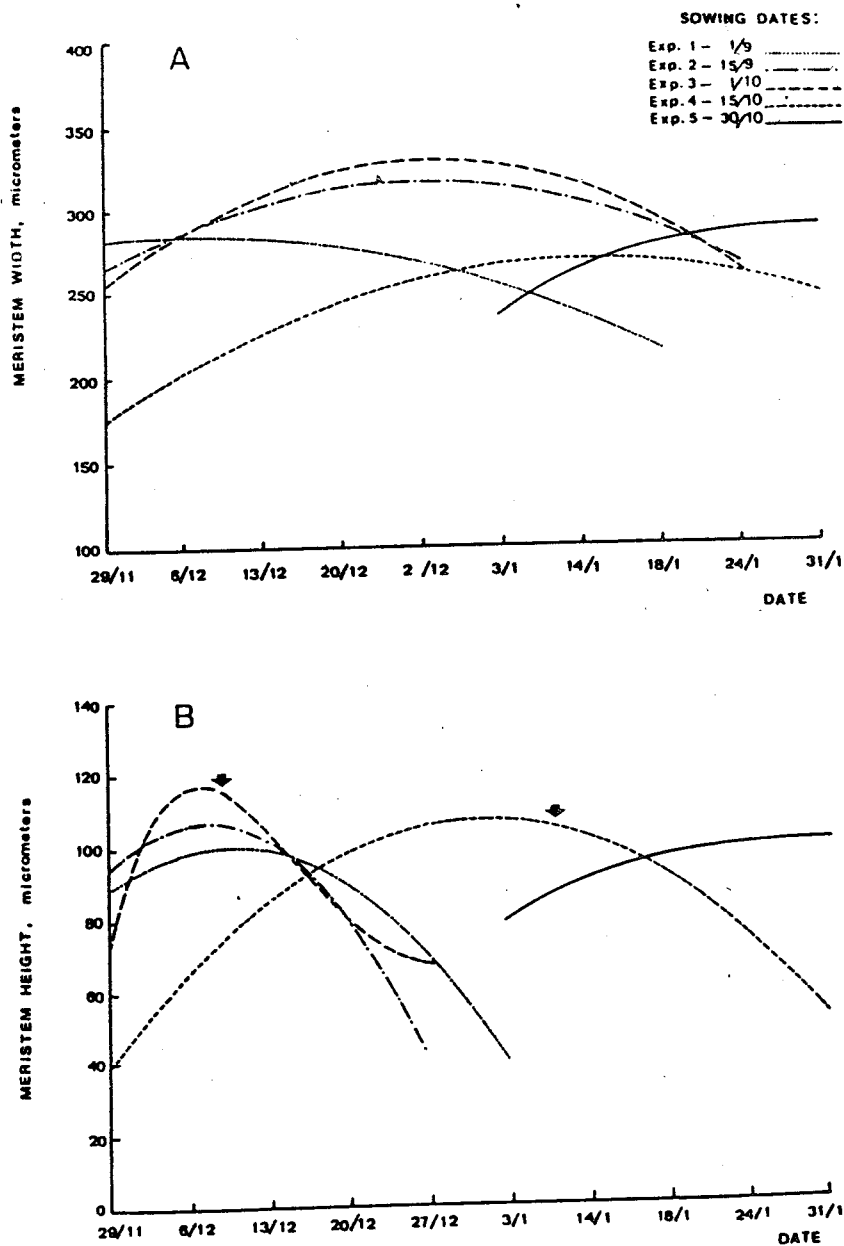 SOWING DATES:
Exp. 1 - 1/9
Exp. 2 - 15/9
Exp. 3 - 1/10
Exp. 4 - 15/10
Exp. 5 - 30/10
A
MERISTEM WIDTH, micrometers
400
350
300
250
200
150
100
29/11 6/12 13/12 20/12 2 /12 3/1 14/1 18/1 24/1 31/1
DATE
B
MERISTEM HEIGHT, micrometers
140
120
100
80
60
40
20
0
29/11 6/12 13/12 20/12 27/12 3/1 14/1 18/1 24/1 31/1
DATE